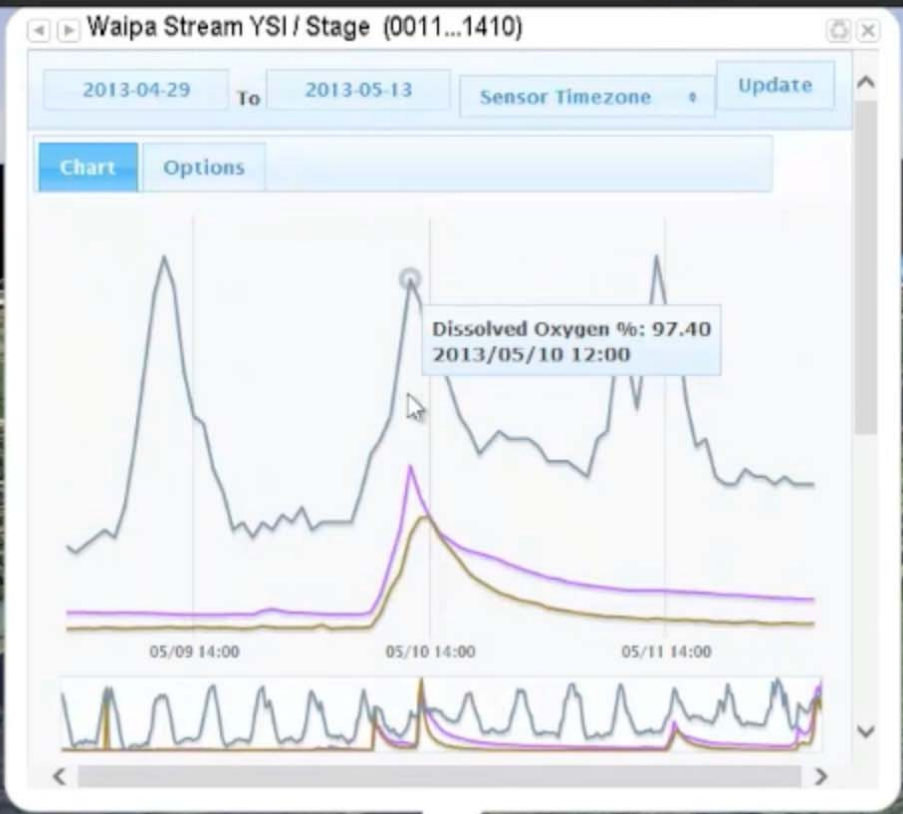 Waipa Stream YSI / Stage (0011...1410)
2013-04-29 To 2013-05-13 Sensor Timezone Update
Chart Options
Dissolved Oxygen %: 97.40
2013/05/10 12:00
05/09 14:00 05/10 14:00 05/11 14:00